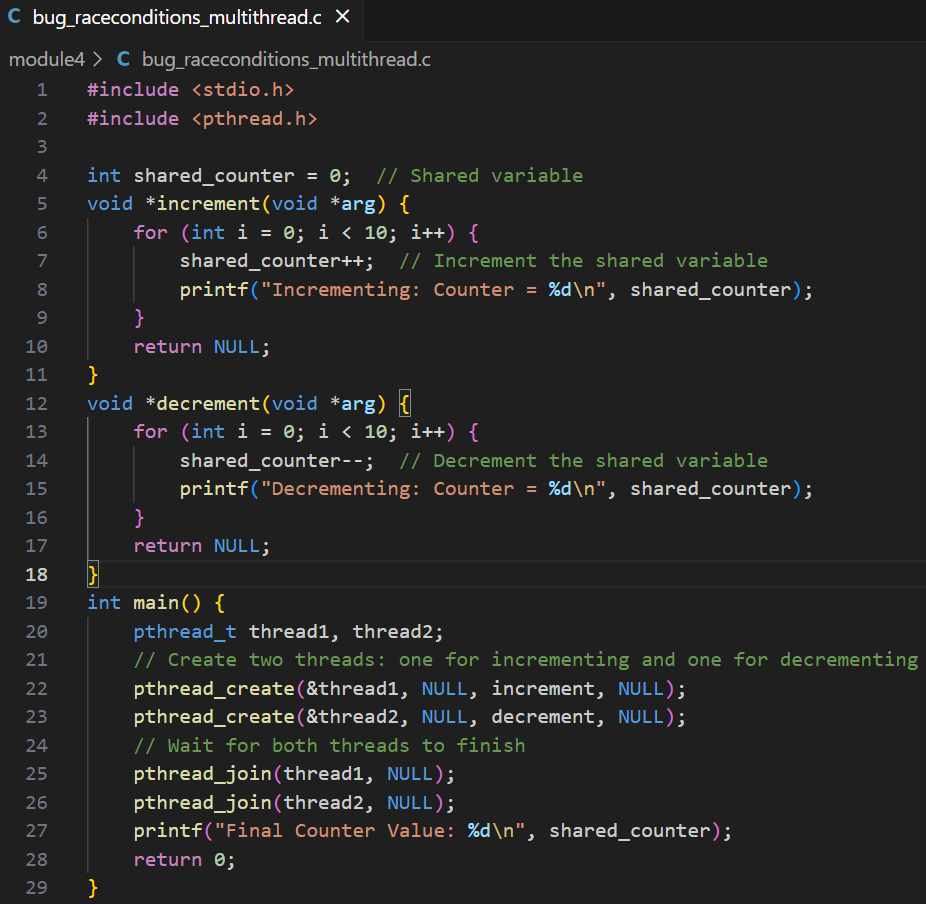 C bug_raceconditions_multithread.c ×
module4 > C bug_raceconditions_multithread.c
1 #include <stdio.h>
2 #include <pthread.h>
3
4 int shared_counter = 0;  // Shared variable
5 void *increment(void *arg) {
6     for (int i = 0; i < 10; i++) {
7         shared_counter++;  // Increment the shared variable
8         printf("Incrementing: Counter = %d\n", shared_counter);
9     }
10     return NULL;
11 }
12 void *decrement(void *arg) {
13     for (int i = 0; i < 10; i++) {
14         shared_counter--;  // Decrement the shared variable
15         printf("Decrementing: Counter = %d\n", shared_counter);
16     }
17     return NULL;
18 }
19 int main() {
20     pthread_t thread1, thread2;
21     // Create two threads: one for incrementing and one for decrementing
22     pthread_create(&thread1, NULL, increment, NULL);
23     pthread_create(&thread2, NULL, decrement, NULL);
24     // Wait for both threads to finish
25     pthread_join(thread1, NULL);
26     pthread_join(thread2, NULL);
27     printf("Final Counter Value: %d\n", shared_counter);
28     return 0;
29 }